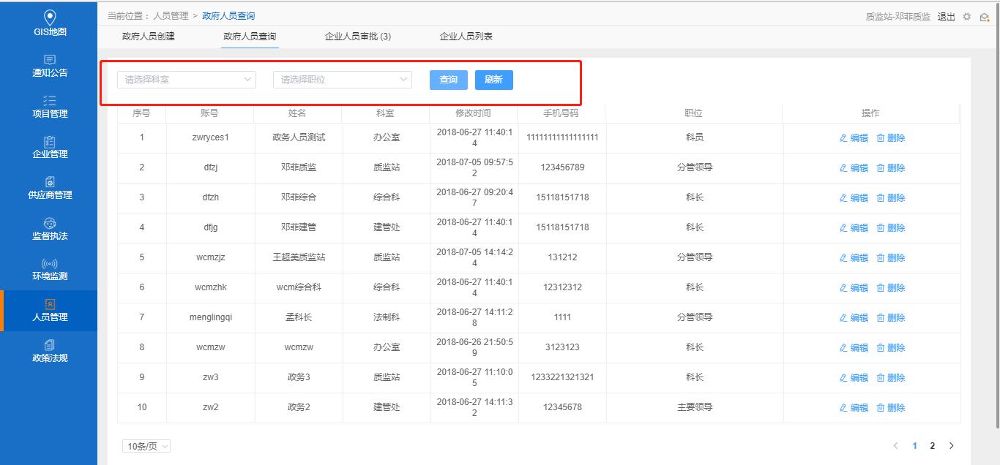 GIS地图
通知公告
项目管理
企业管理
供应商管理
监督执法
环境监测
人员管理
政策法规
当前位置： 人员管理 > 政府人员查询
质监站-邓菲质监 退出
政府人员创建 政府人员查询 企业人员审批 (3) 企业人员列表
请选择科室 请选择职位 查询 刷新
序号 账号 姓名 科室 修改时间 手机号码 职位 操作
1 zwryces1 政务人员测试 办公室 2018-06-27 11:40:14 11111111111111111 科员 编辑 删除
2 dfzj 邓菲质监 质监站 2018-07-05 09:57:52 123456789 分管领导 编辑 删除
3 dfzh 邓菲综合 综合科 2018-06-27 09:20:47 15118151718 科长 编辑 删除
4 dfjg 邓菲建管 建管处 2018-06-27 11:40:14 15118151718 科长 编辑 删除
5 wcmzjz 王超美质监站 质监站 2018-07-05 14:14:24 131212 分管领导 编辑 删除
6 wcmzhk wcm综合科 综合科 2018-06-27 11:40:14 12312312 科长 编辑 删除
7 menglingqi 孟科长 法制科 2018-06-27 14:11:28 1111 分管领导 编辑 删除
8 wcmzw wcmzw 办公室 2018-06-26 21:50:59 3123123 科长 编辑 删除
9 zw3 政务3 质监站 2018-06-27 11:10:05 1233221321321 科长 编辑 删除
10 zw2 政务2 建管处 2018-06-27 14:11:32 12345678 主要领导 编辑 删除
10条/页 1 2